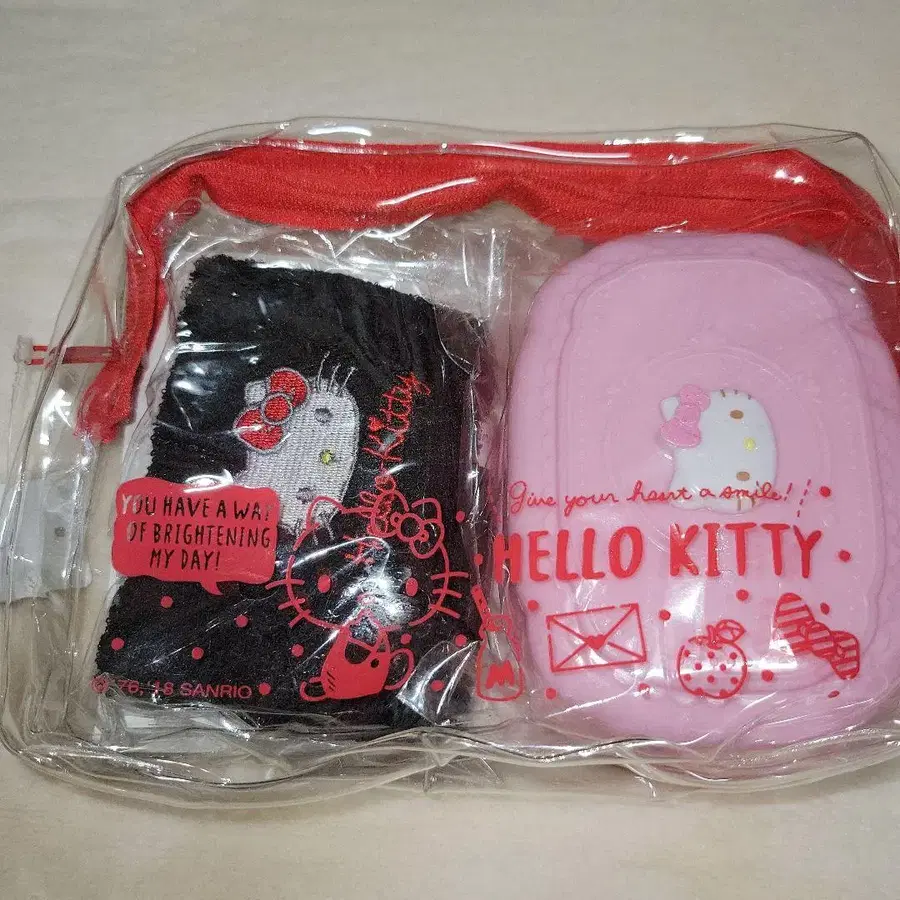 Hello Kitty
YOU HAVE A WAY
OF BRIGHTENING
MY DAY!
Give your heart a smile!
HELLO KITTY
M
©'76, '18 SANRIO